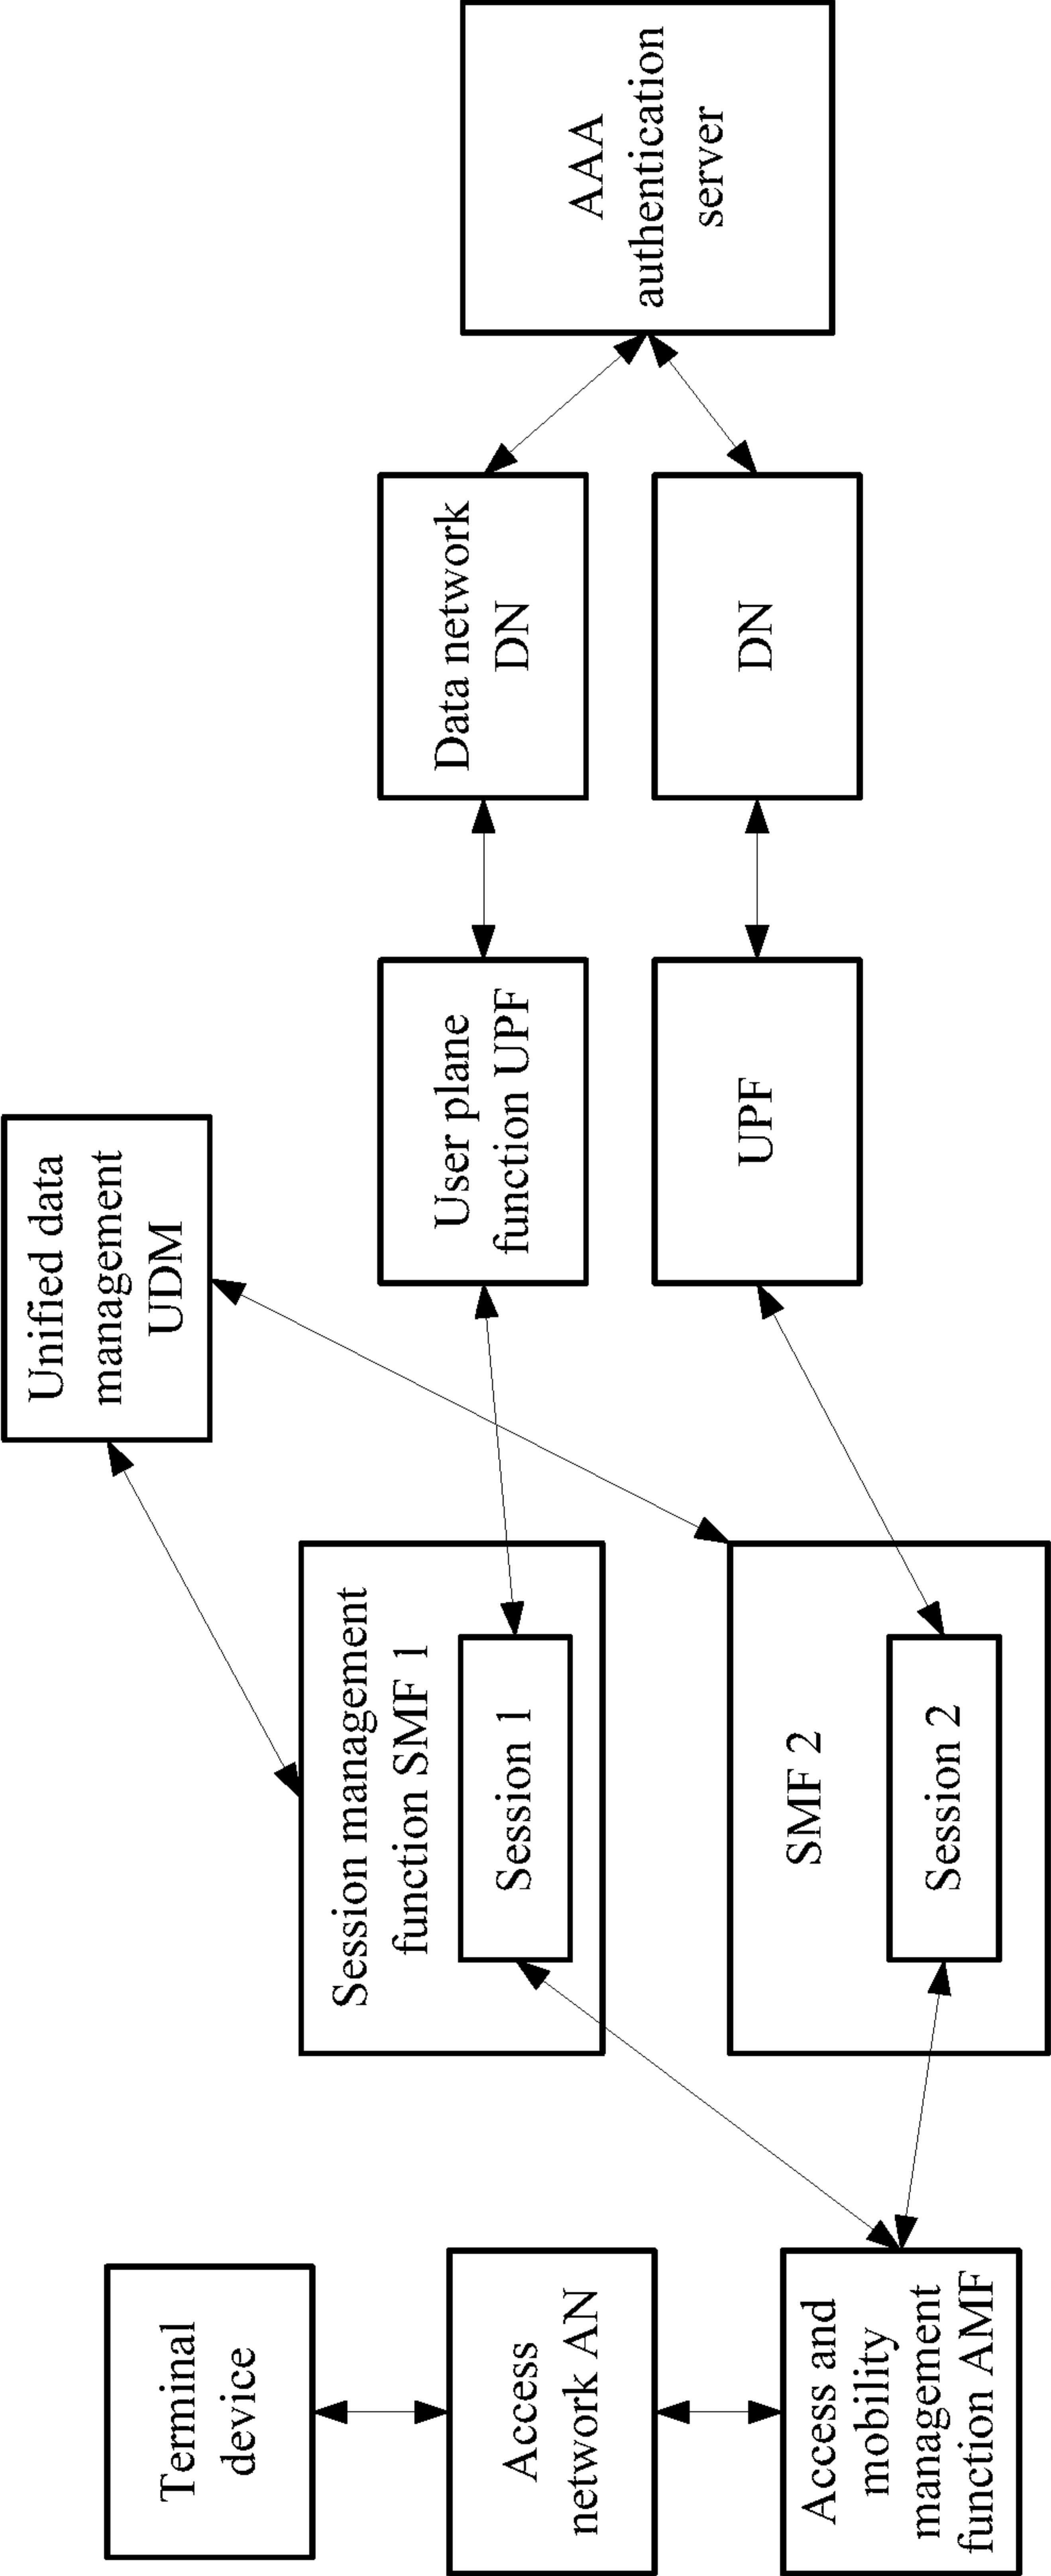 Terminal
device
Access
network AN
Access and
mobility
management
function AMF
Session management
function SMF 1
Session 1
SMF 2
Session 2
Unified data
management
UDM
User plane
function UPF
UPF
Data network
DN
DN
AAA
authentication
server